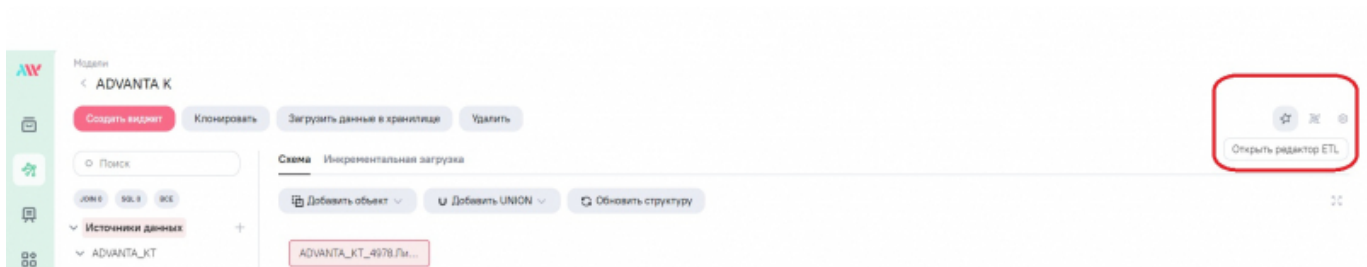 Модели
< ADVANTA K
Создать виджет Клонировать Загрузить данные в хранилище Удалить
Открыть редактор ETL
Поиск
Схема Инкрементальная загрузка
JOIN 0 SQL 0 ВСЕ
Добавить объект Добавить UNION Обновить структуру
Источники данных +
ADVANTA_KT
ADVANTA_KT_4978.Ли...